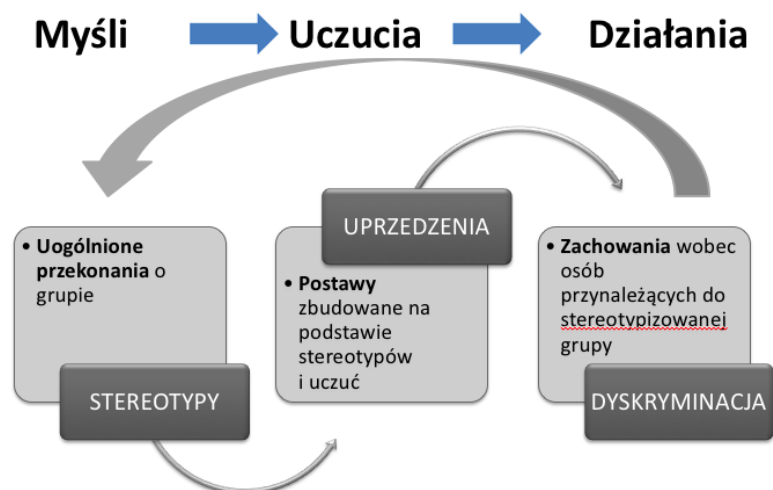 Myśli Uczucia Działania
• Uogólnione
przekonania o
grupie
STEREOTYPY
UPRZEDZENIA
• Postawy
zbudowane na
podstawie
stereotypów
i uczuć
• Zachowania wobec
osób
przynależących do
stereotypizowanej
grupy
DYSKRYMINACJA